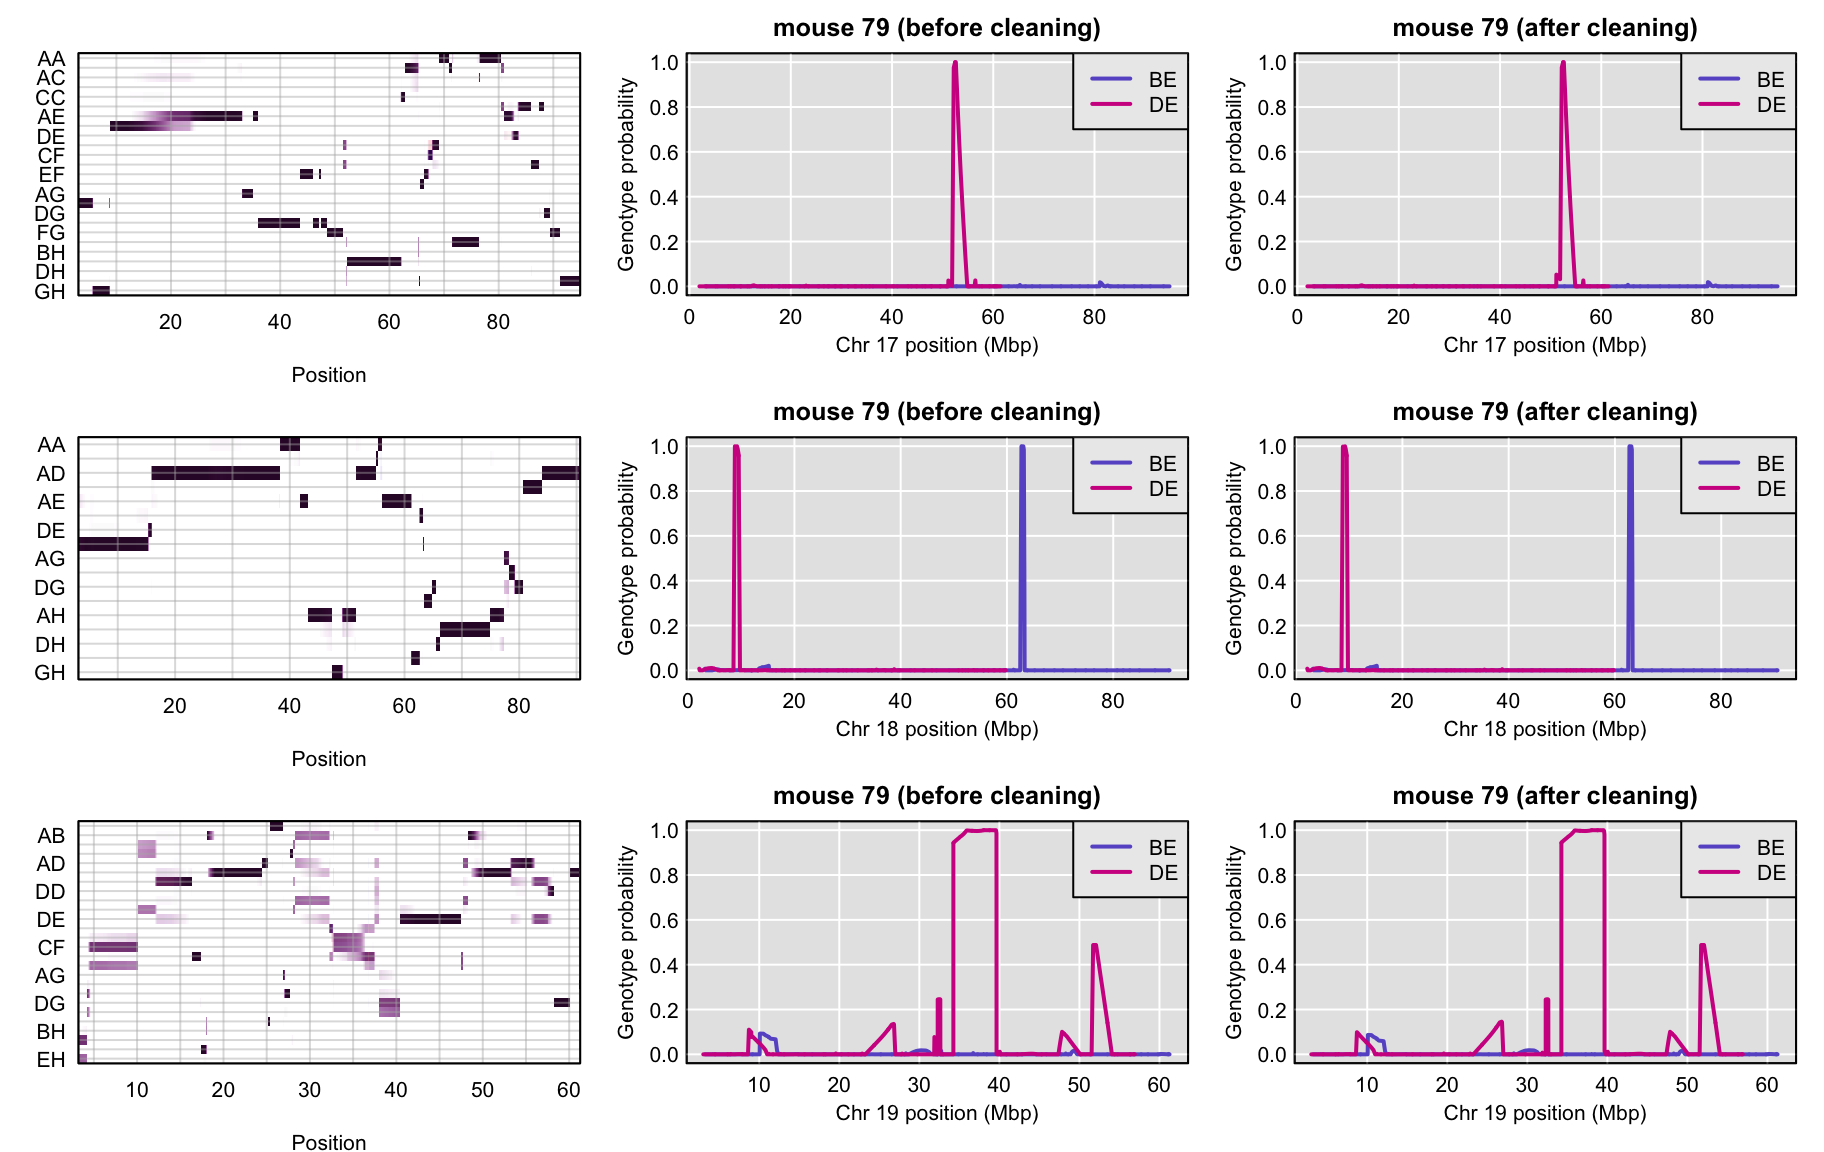 AA
AC
CC
AE
DE
CF
EF
AG
DG
FG
BH
DH
GH
20 40 60 80
Position
mouse 79 (before cleaning)
Genotype probability
1.0
0.8
0.6
0.4
0.2
0.0
BE
DE
0 20 40 60 80
Chr 17 position (Mbp)
mouse 79 (after cleaning)
Genotype probability
1.0
0.8
0.6
0.4
0.2
0.0
BE
DE
0 20 40 60 80
Chr 17 position (Mbp)
AA
AD
AE
DE
AG
DG
AH
DH
GH
20 40 60 80
Position
mouse 79 (before cleaning)
Genotype probability
1.0
0.8
0.6
0.4
0.2
0.0
BE
DE
0 20 40 60 80
Chr 18 position (Mbp)
mouse 79 (after cleaning)
Genotype probability
1.0
0.8
0.6
0.4
0.2
0.0
BE
DE
0 20 40 60 80
Chr 18 position (Mbp)
AB
AD
DD
DE
CF
AG
DG
BH
EH
10 20 30 40 50 60
Position
mouse 79 (before cleaning)
Genotype probability
1.0
0.8
0.6
0.4
0.2
0.0
BE
DE
10 20 30 40 50 60
Chr 19 position (Mbp)
mouse 79 (after cleaning)
Genotype probability
1.0
0.8
0.6
0.4
0.2
0.0
BE
DE
10 20 30 40 50 60
Chr 19 position (Mbp)